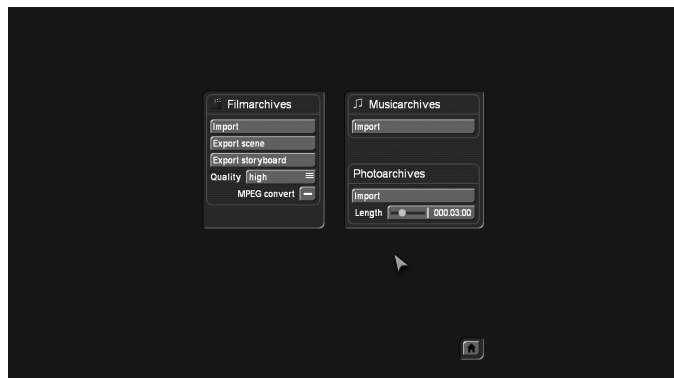 Filmarchives
Import
Export scene
Export storyboard
Quality high
MPEG convert
Musicarchives
Import
Photoarchives
Import
Length 000.03:00